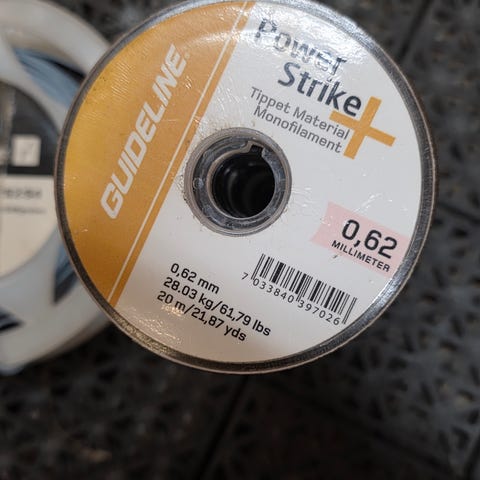 GUIDELINE
Power
Strike+
Tippet Material
Monofilament
0,62
MILLIMETER
0,62 mm
28.03 kg/61,79 lbs
20 m/21,87 yds
7 033840 397026